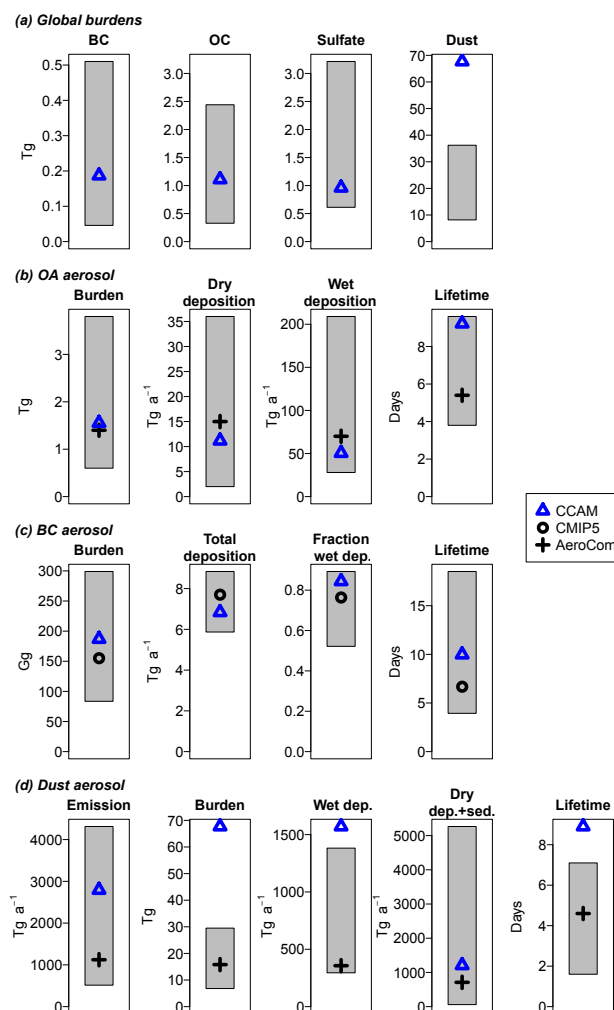 (a) Global burdens
BC OC Sulfate Dust
Tg
0.0 0.1 0.2 0.3 0.4 0.5
0.0 0.5 1.0 1.5 2.0 2.5 3.0
0.0 0.5 1.0 1.5 2.0 2.5 3.0
0 10 20 30 40 50 60 70
(b) OA aerosol
Burden
Dry
deposition
Wet
deposition
Lifetime
Tg
0 1 2 3
Tg a⁻¹
0 5 10 15 20 25 30 35
Tg a⁻¹
0 50 100 150 200
Days
0 2 4 6 8
CCAM
CMIP5
AeroCom
(c) BC aerosol
Burden
Total
deposition
Fraction
wet dep.
Lifetime
Gg
0 50 100 150 200 250 300
Tg a⁻¹
0 2 4 6 8
0.0 0.2 0.4 0.6 0.8
Days
0 5 10 15
(d) Dust aerosol
Emission
Burden
Wet dep.
Dry
dep.+sed.
Lifetime
Tg a⁻¹
0 1000 2000 3000 4000
Tg
0 10 20 30 40 50 60 70
Tg a⁻¹
0 500 1000 1500
Tg a⁻¹
0 1000 2000 3000 4000 5000
Days
0 2 4 6 8